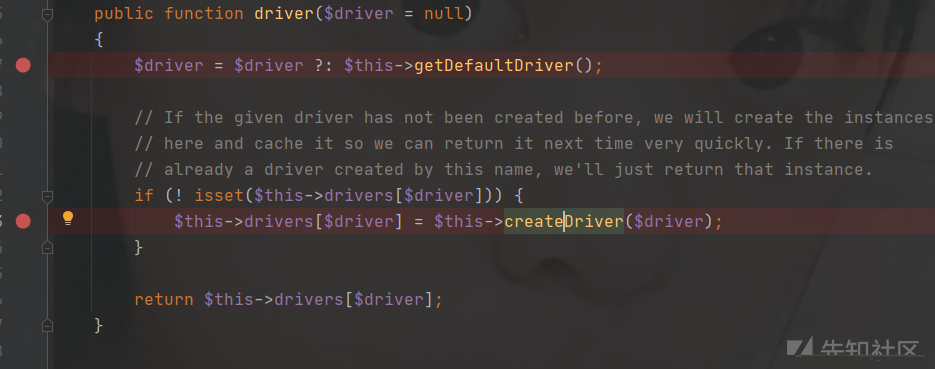 public function driver($driver = null)
{
$driver = $driver ?: $this->getDefaultDriver();
// If the given driver has not been created before, we will create the instances
// here and cache it so we can return it next time very quickly. If there is
// already a driver created by this name, we'll just return that instance.
if (! isset($this->drivers[$driver])) {
$this->drivers[$driver] = $this->createDriver($driver);
}
return $this->drivers[$driver];
}
先知社区